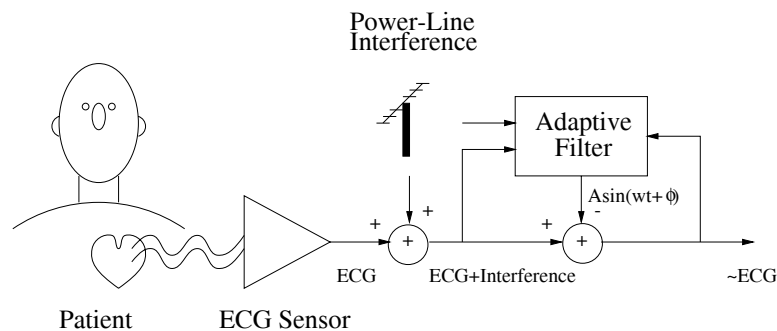 Power-Line
Interference
Adaptive
Filter
Asin(wt+ϕ)
-
+
+
+
+
+
ECG
ECG+Interference
~ECG
Patient
ECG Sensor